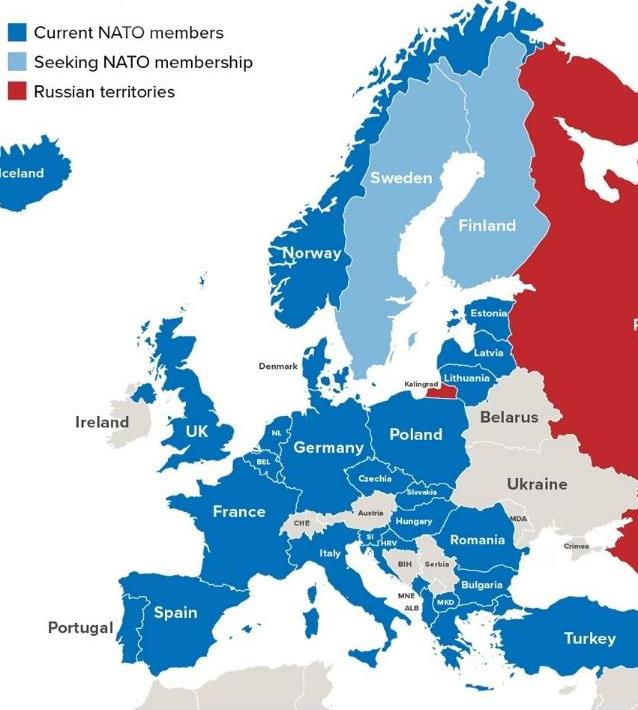 Current NATO members
Seeking NATO membership
Russian territories
Iceland
Sweden
Finland
Norway
Estonia
Latvia
Denmark
Lithuania
Kalingrad
Belarus
Ireland
UK
NL
Poland
Germany
BEL
Czechia
Ukraine
Slovakia
France
Austria
CHE
Hungary
MDA
SI
HRV
Romania
Crimea
Italy
BIH
Serbia
Bulgaria
MNE
MKD
ALB
Spain
Portugal
Turkey